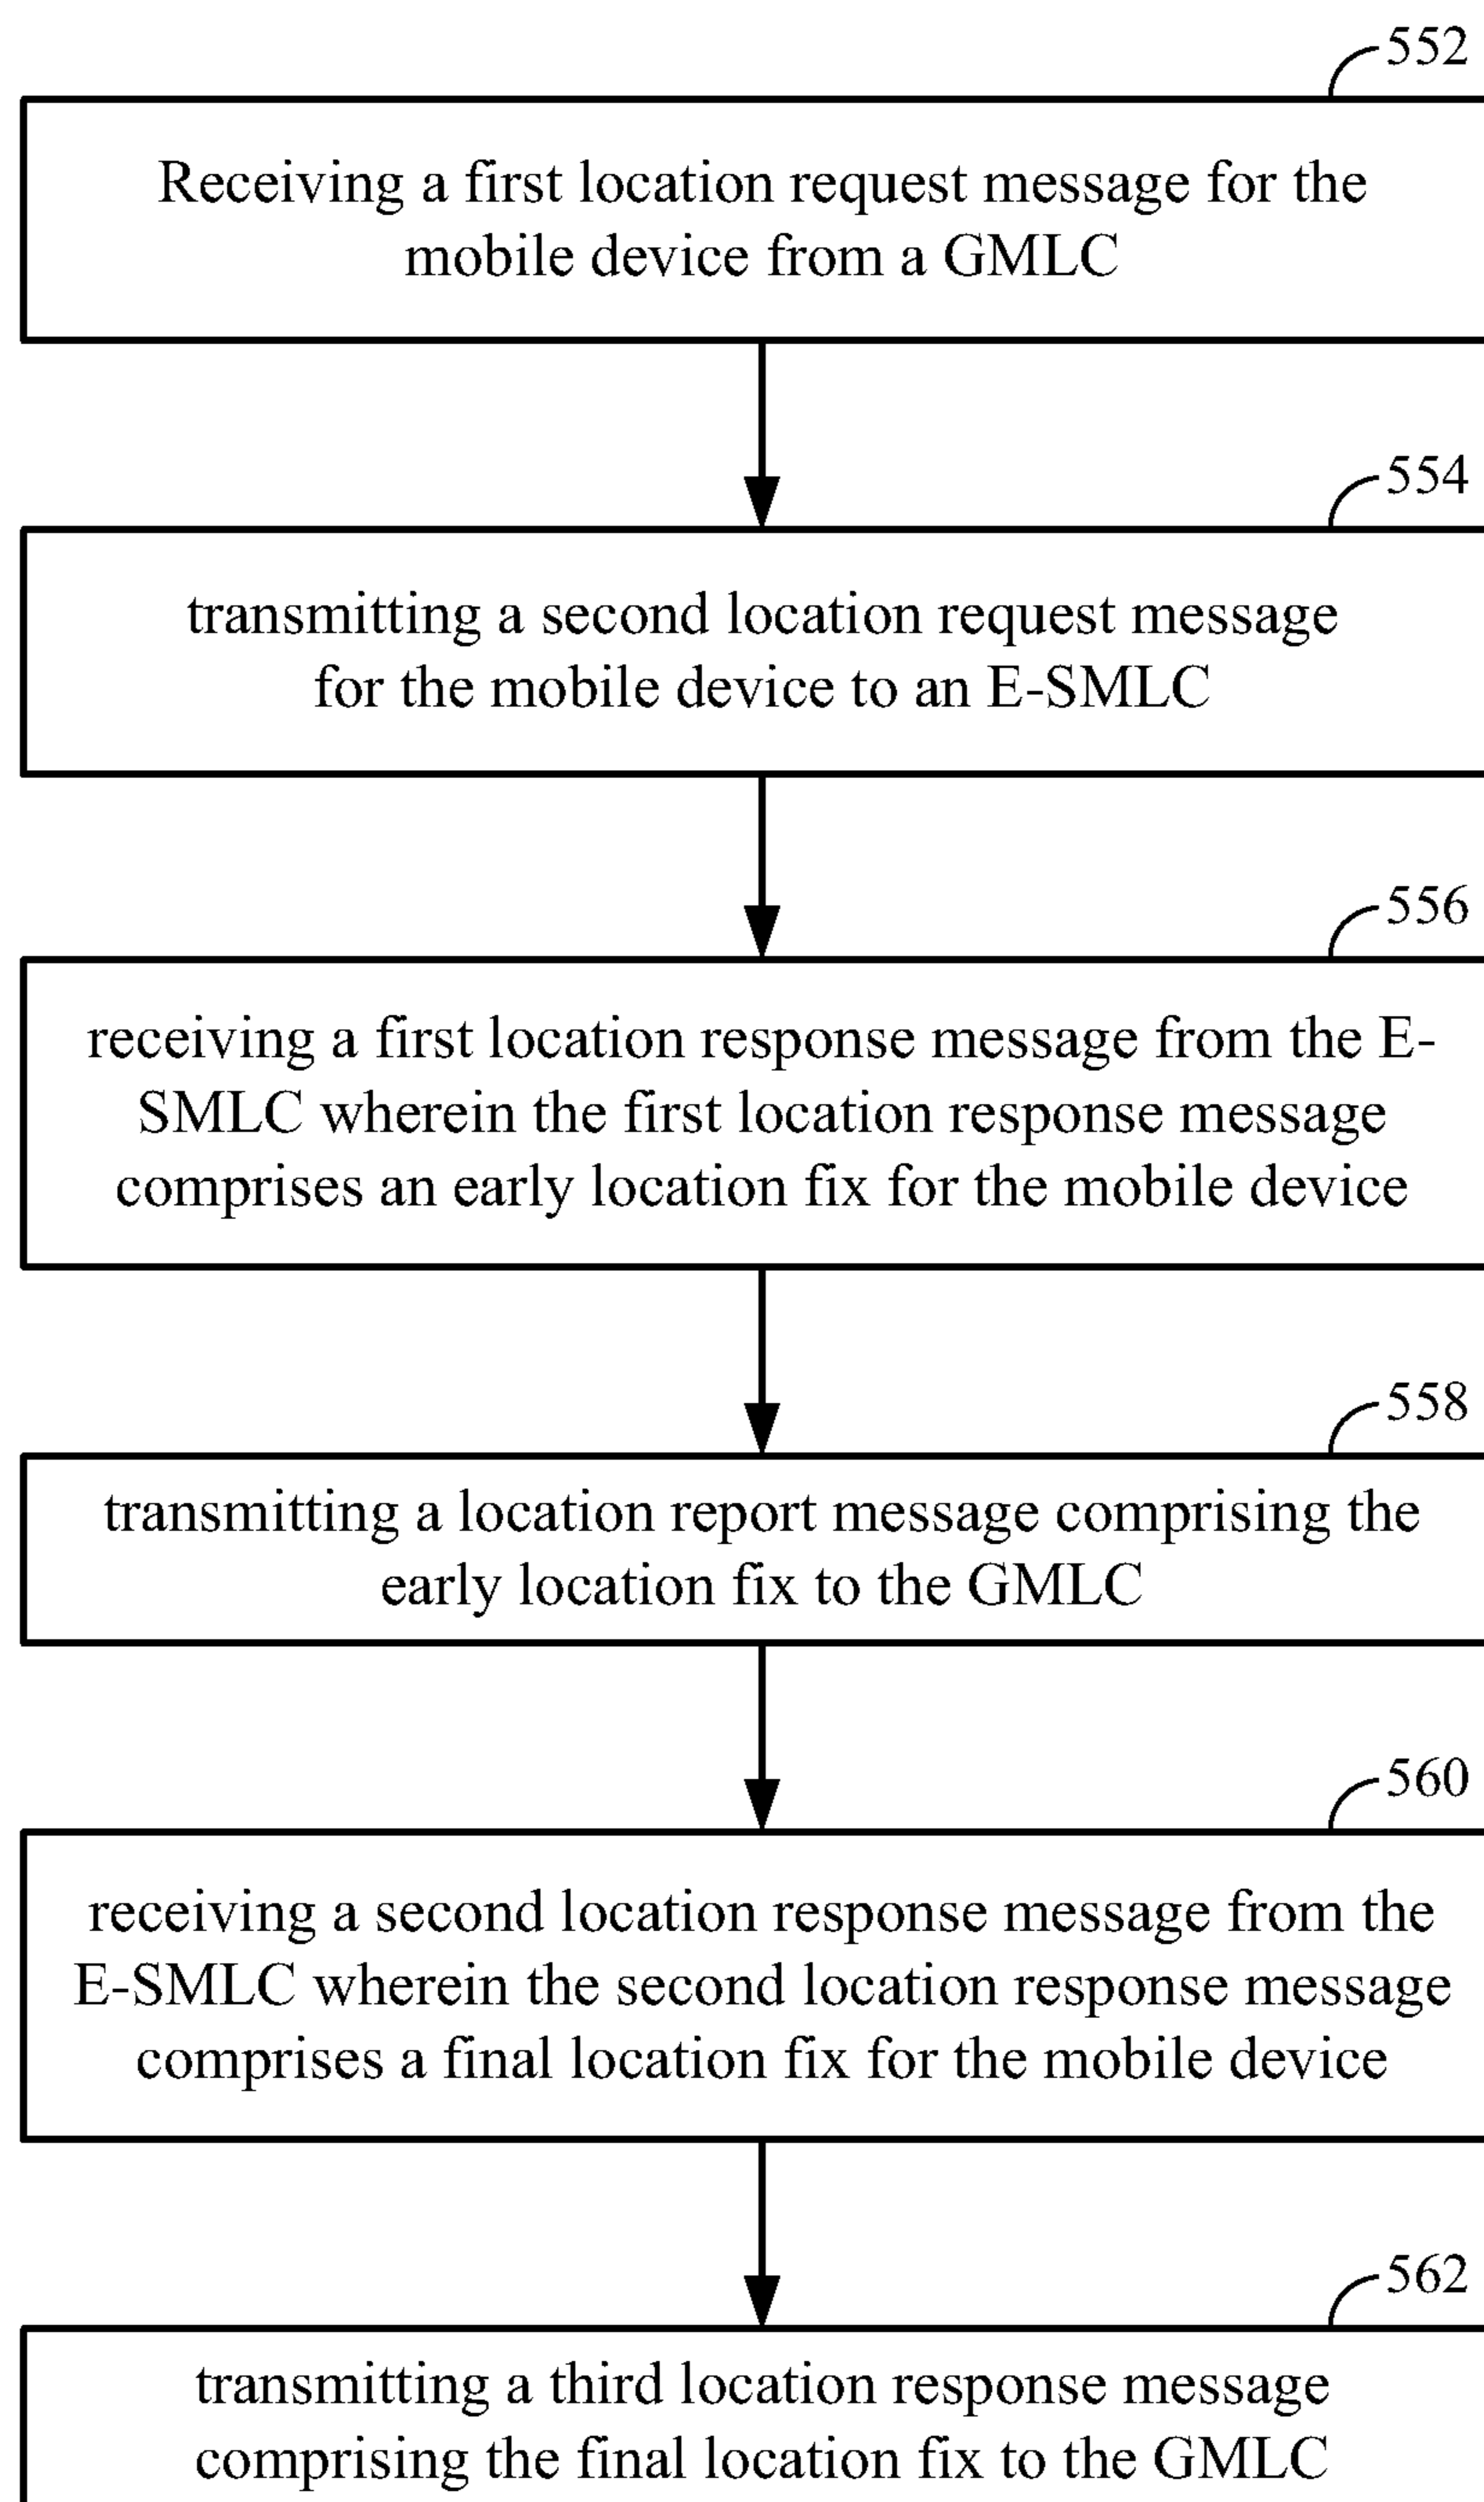 552
Receiving a first location request message for the
mobile device from a GMLC
554
transmitting a second location request message
for the mobile device to an E-SMLC
556
receiving a first location response message from the E-
SMLC wherein the first location response message
comprises an early location fix for the mobile device
558
transmitting a location report message comprising the
early location fix to the GMLC
560
receiving a second location response message from the
E-SMLC wherein the second location response message
comprises a final location fix for the mobile device
562
transmitting a third location response message
comprising the final location fix to the GMLC